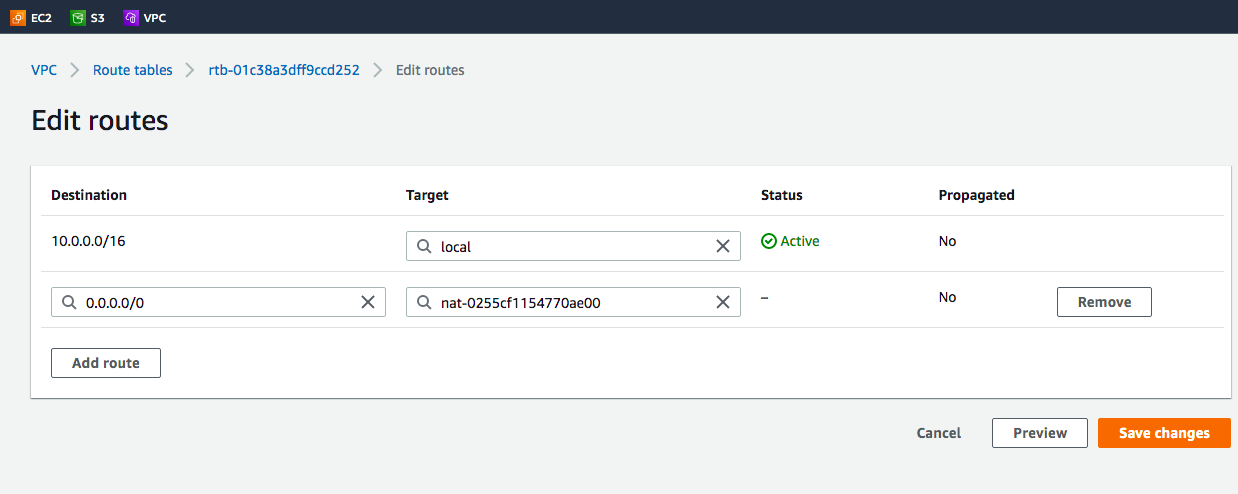 EC2 S3 VPC
VPC Route tables rtb-01c38a3dff9ccd252 Edit routes
Edit routes
Destination Target Status Propagated
10.0.0.0/16 local Active No
0.0.0.0/0 nat-0255cf1154770ae00 – No Remove
Add route
Cancel Preview Save changes